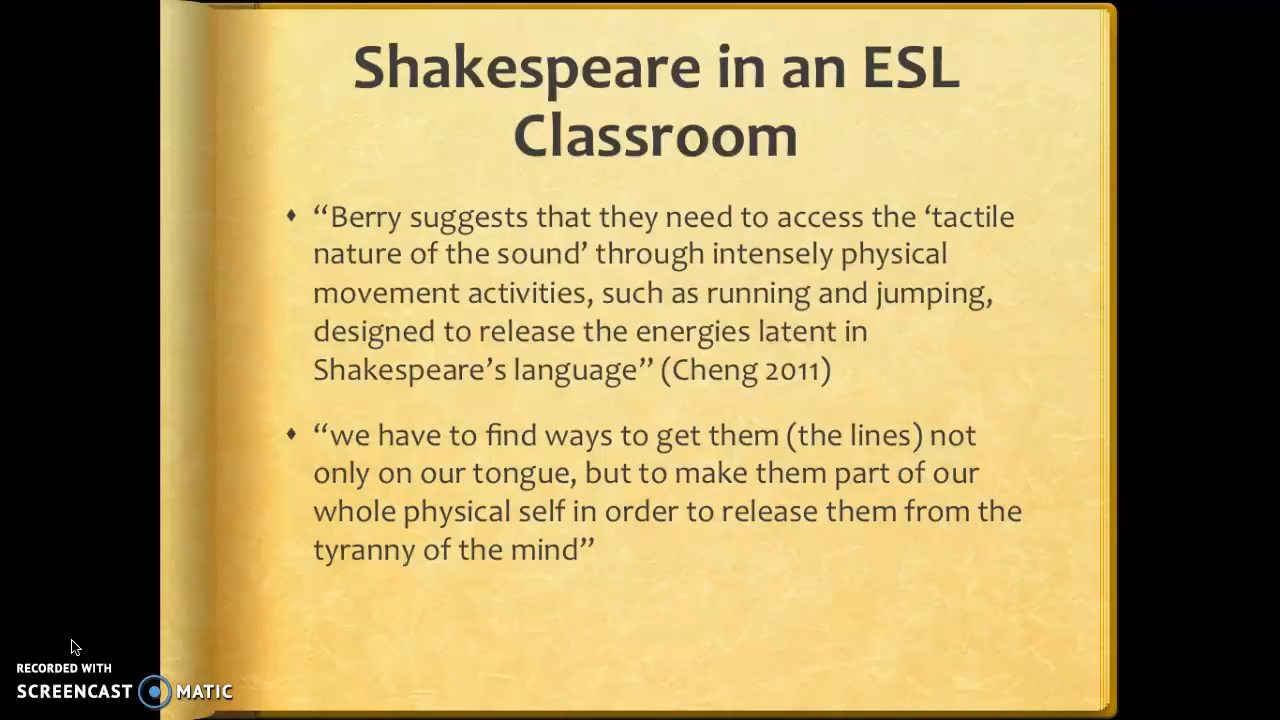 Shakespeare in an ESL
Classroom
“Berry suggests that they need to access the ‘tactile
nature of the sound’ through intensely physical
movement activities, such as running and jumping,
designed to release the energies latent in
Shakespeare’s language” (Cheng 2011)
“we have to find ways to get them (the lines) not
only on our tongue, but to make them part of our
whole physical self in order to release them from the
tyranny of the mind”
RECORDED WITH
SCREENCAST MATIC